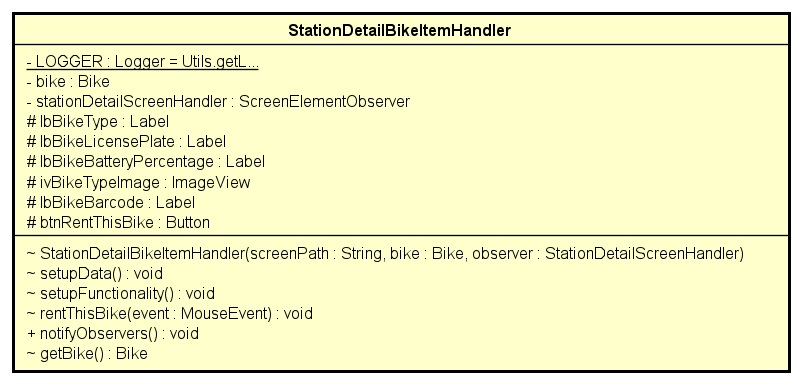 StationDetailBikeItemHandler
- LOGGER : Logger = Utils.getL...
- bike : Bike
- stationDetailScreenHandler : ScreenElementObserver
# lbBikeType : Label
# lbBikeLicensePlate : Label
# lbBikeBatteryPercentage : Label
# ivBikeTypeImage : ImageView
# lbBikeBarcode : Label
# btnRentThisBike : Button
~ StationDetailBikeItemHandler(screenPath : String, bike : Bike, observer : StationDetailScreenHandler)
~ setupData() : void
~ setupFunctionality() : void
~ rentThisBike(event : MouseEvent) : void
+ notifyObservers() : void
~ getBike() : Bike